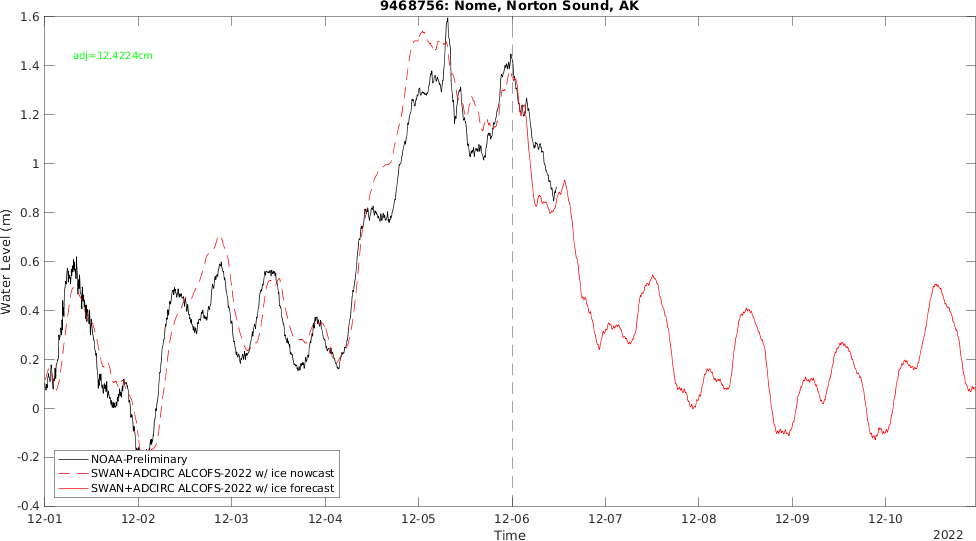 9468756: Nome, Norton Sound, AK
adj=12.4224cm
Water Level (m)
1.6
1.4
1.2
1
0.8
0.6
0.4
0.2
0
-0.2
-0.4
NOAA-Preliminary
SWAN+ADCIRC ALCOFS-2022 w/ ice nowcast
SWAN+ADCIRC ALCOFS-2022 w/ ice forecast
12-01 12-02 12-03 12-04 12-05 12-06 12-07 12-08 12-09 12-10
Time
2022